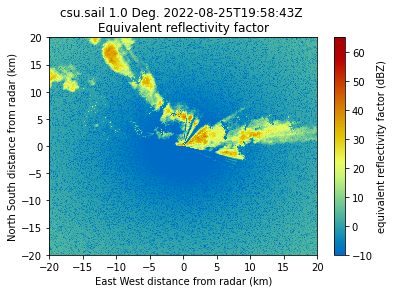 csu.sail 1.0 Deg. 2022-08-25T19:58:43Z
Equivalent reflectivity factor
North South distance from radar (km)
20
15
10
5
0
−5
−10
−15
−20
−20 −15 −10 −5 0 5 10 15 20
East West distance from radar (km)
60
50
40
30
20
10
0
−10
equivalent reflectivity factor (dBZ)